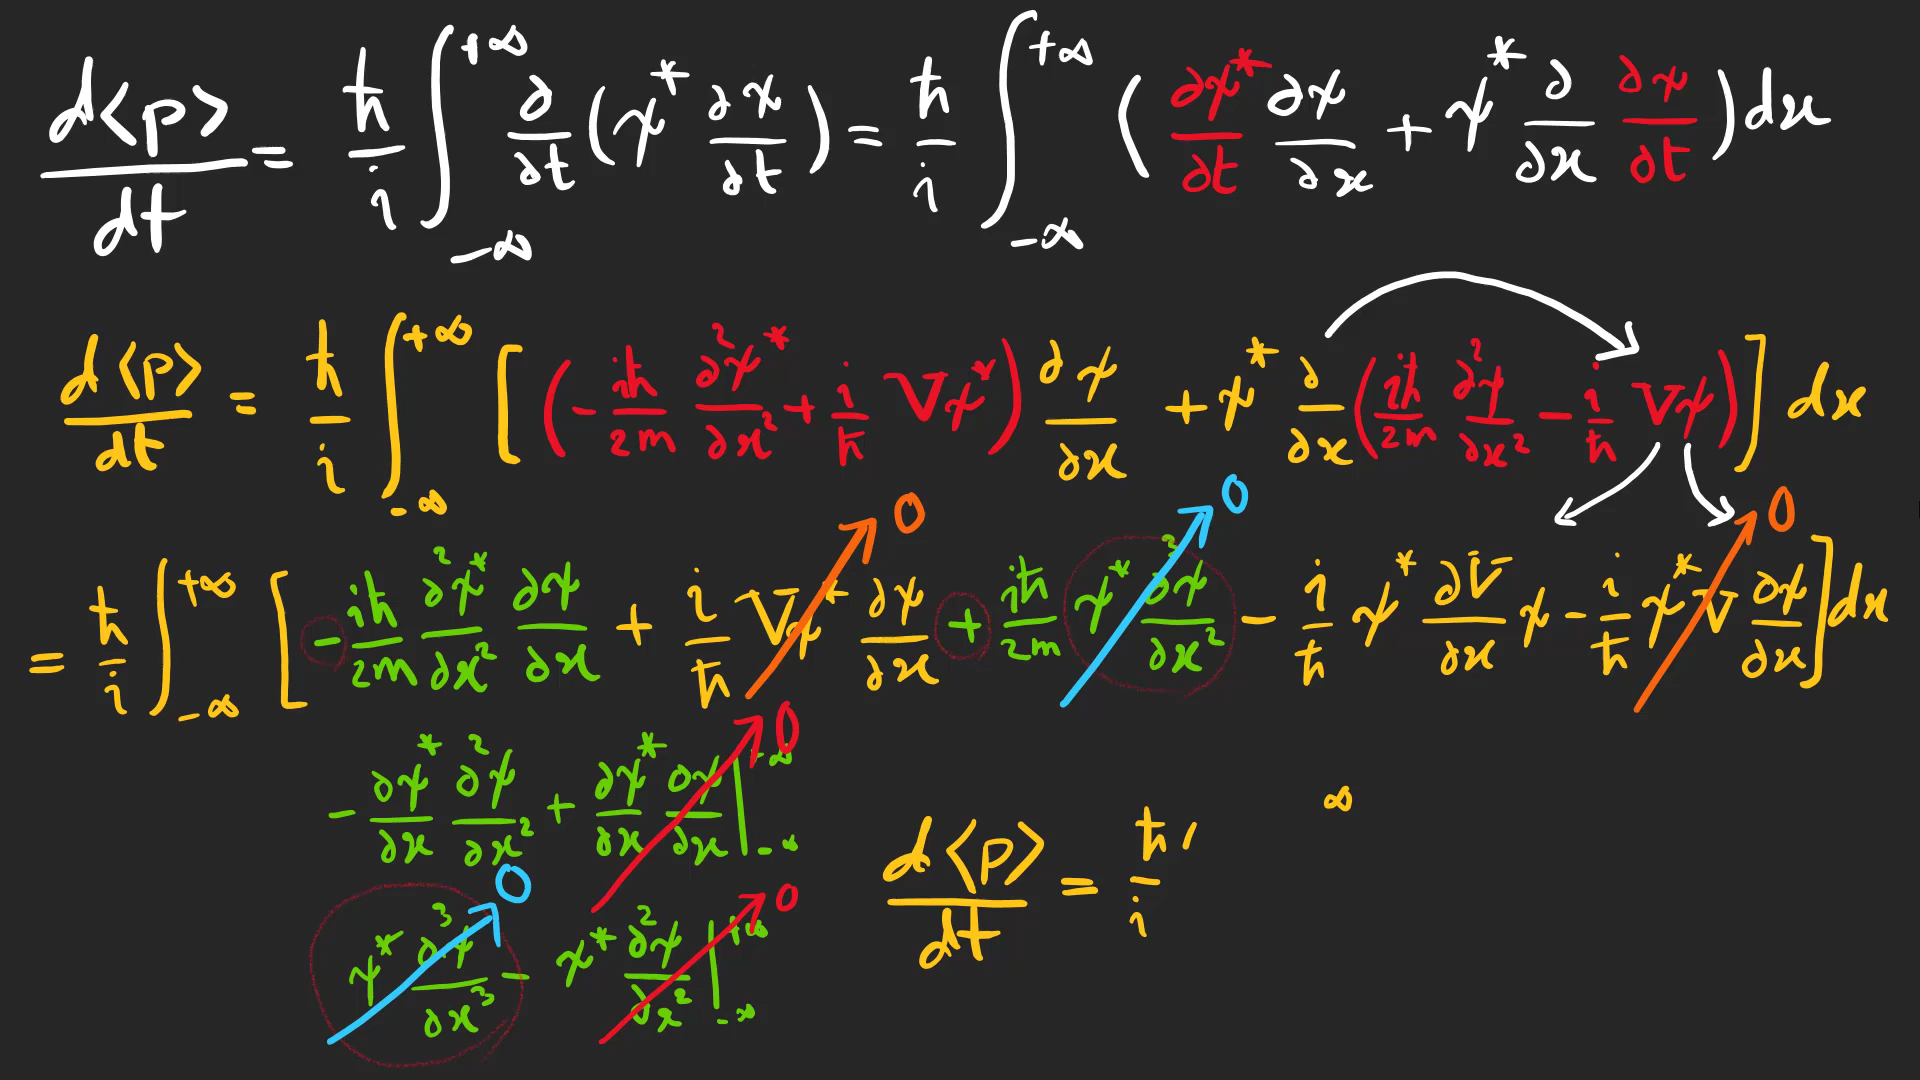 d<p>/dt = ħ/i ∫_{-∞}^{+∞} ∂/∂t (ψ* ∂ψ/∂t) = ħ/i ∫_{-∞}^{+∞} (∂ψ*/∂t ∂ψ/∂x + ψ* ∂/∂x ∂ψ/∂t) dx
d<p>/dt = ħ/i ∫_{-∞}^{+∞} [(-iħ/2m ∂²ψ*/∂x² + i/ħ Vψ*) ∂ψ/∂x + ψ* ∂/∂x (iħ/2m ∂²ψ/∂x² - i/ħ Vψ)] dx
0 0 0
= ħ/i ∫_{-∞}^{+∞} [-iħ/2m ∂²ψ*/∂x² ∂ψ/∂x + i/ħ Vψ* ∂ψ/∂x + iħ/2m ψ* ∂³ψ/∂x² - i/ħ ψ* ∂V/∂x ψ - i/ħ ψ* V ∂ψ/∂x] dx
- ∂ψ*/∂x ∂²ψ/∂x² + ∂ψ*/∂x ∂ψ/∂x |_{-∞}^{-∞} 0
d<p>/dt = ħ/i ∞
ψ* ∂³ψ/∂x³ 0 - ψ* ∂²ψ/∂x² |_{-∞}^{+∞} 0